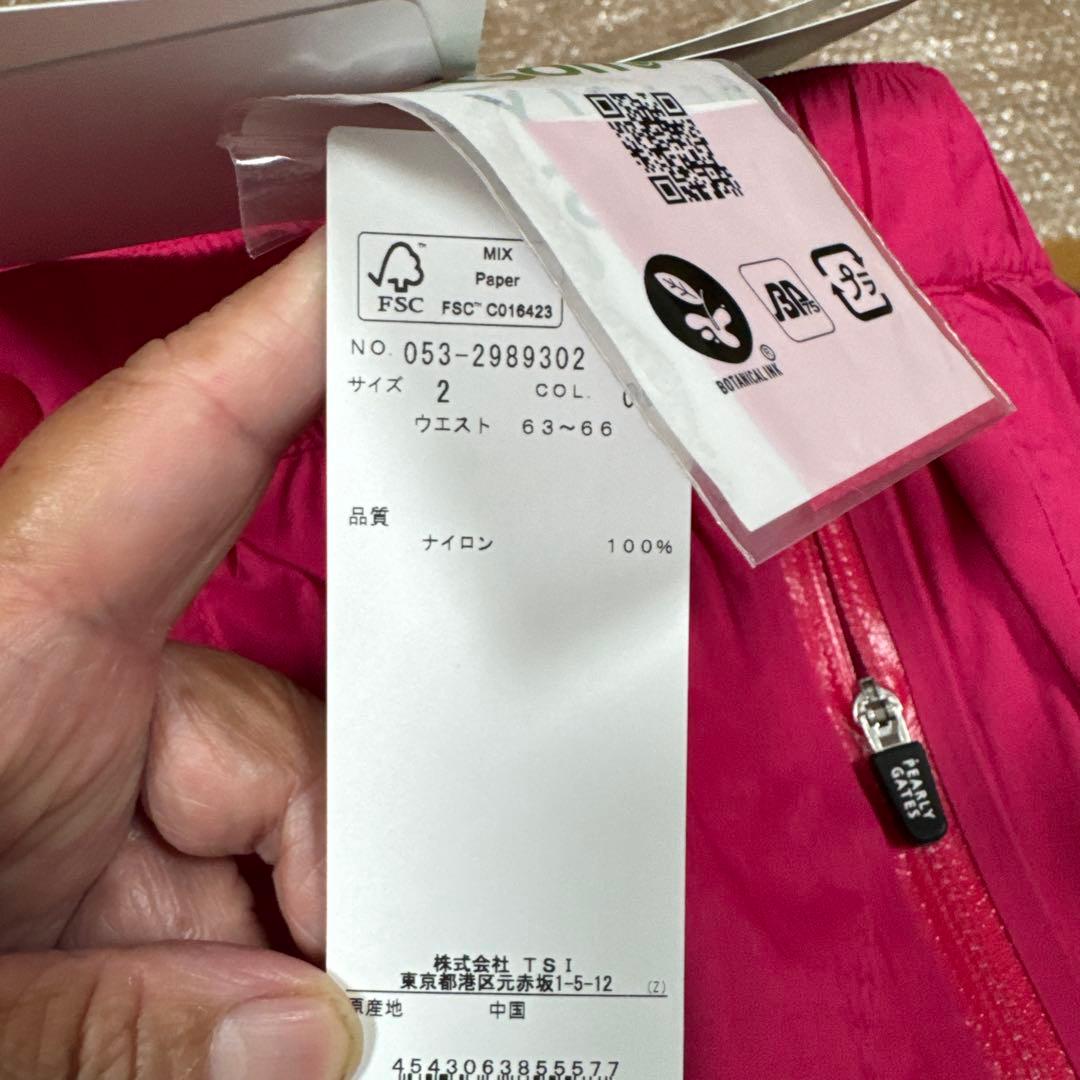 MIX
Paper
FSC
FSC™ C016423
NO. 053-2989302
サイズ 2 COL.
ウエスト 63～66
品質
ナイロン 100%
株式会社 TSI
東京都港区元赤坂1-5-12 (Z)
原産地 中国
4543063855577
BOTANICAL INK
プラ
PEARLY
GATES